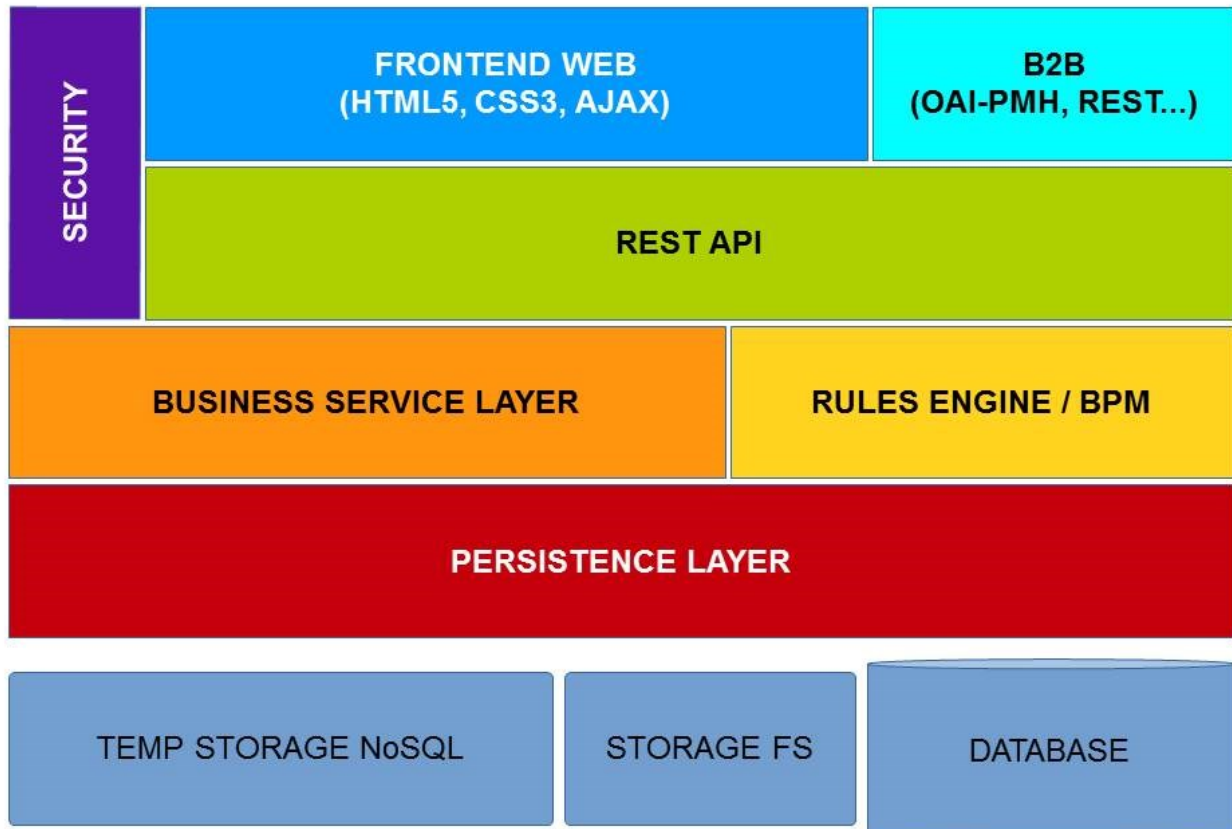 SECURITY
FRONTEND WEB
(HTML5, CSS3, AJAX)
B2B
(OAI-PMH, REST...)
REST API
BUSINESS SERVICE LAYER
RULES ENGINE / BPM
PERSISTENCE LAYER
TEMP STORAGE NoSQL
STORAGE FS
DATABASE